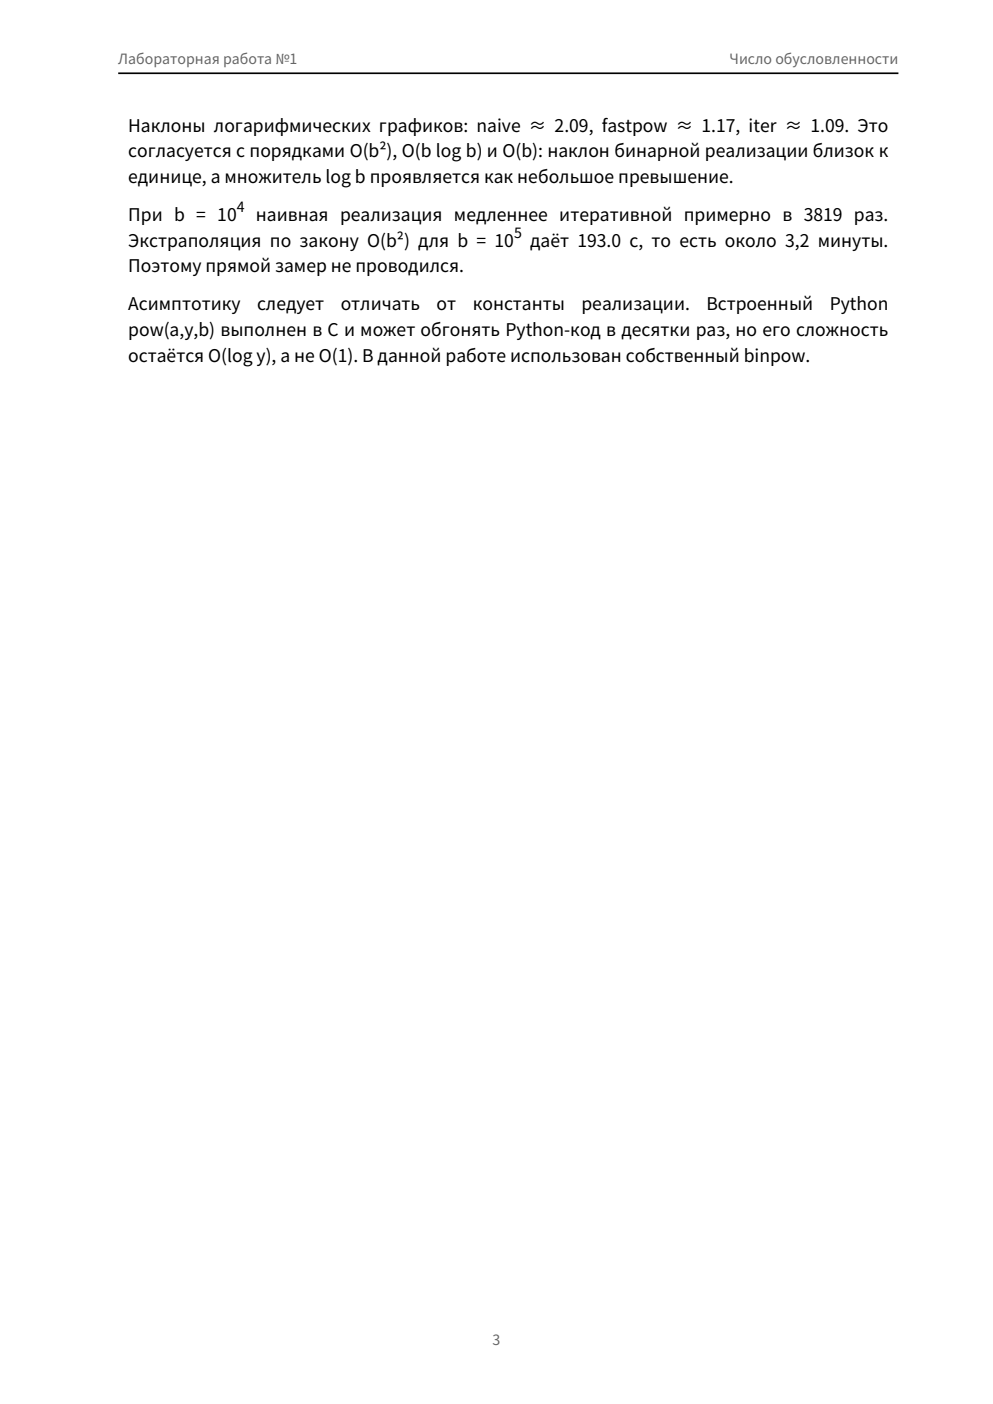 Лабораторная работа №1 Число обусловленности
Наклоны логарифмических графиков: naive ≈ 2.09, fastpow ≈ 1.17, iter ≈ 1.09. Это
согласуется с порядками O(b²), O(b log b) и O(b): наклон бинарной реализации близок к
единице, а множитель log b проявляется как небольшое превышение.
При b = 10⁴ наивная реализация медленнее итеративной примерно в 3819 раз.
Экстраполяция по закону O(b²) для b = 10⁵ даёт 193.0 с, то есть около 3,2 минуты.
Поэтому прямой замер не проводился.
Асимптотику следует отличать от константы реализации. Встроенный Python
pow(a,y,b) выполнен в C и может обгонять Python-код в десятки раз, но его сложность
остаётся O(log y), а не O(1). В данной работе использован собственный binpow.
3